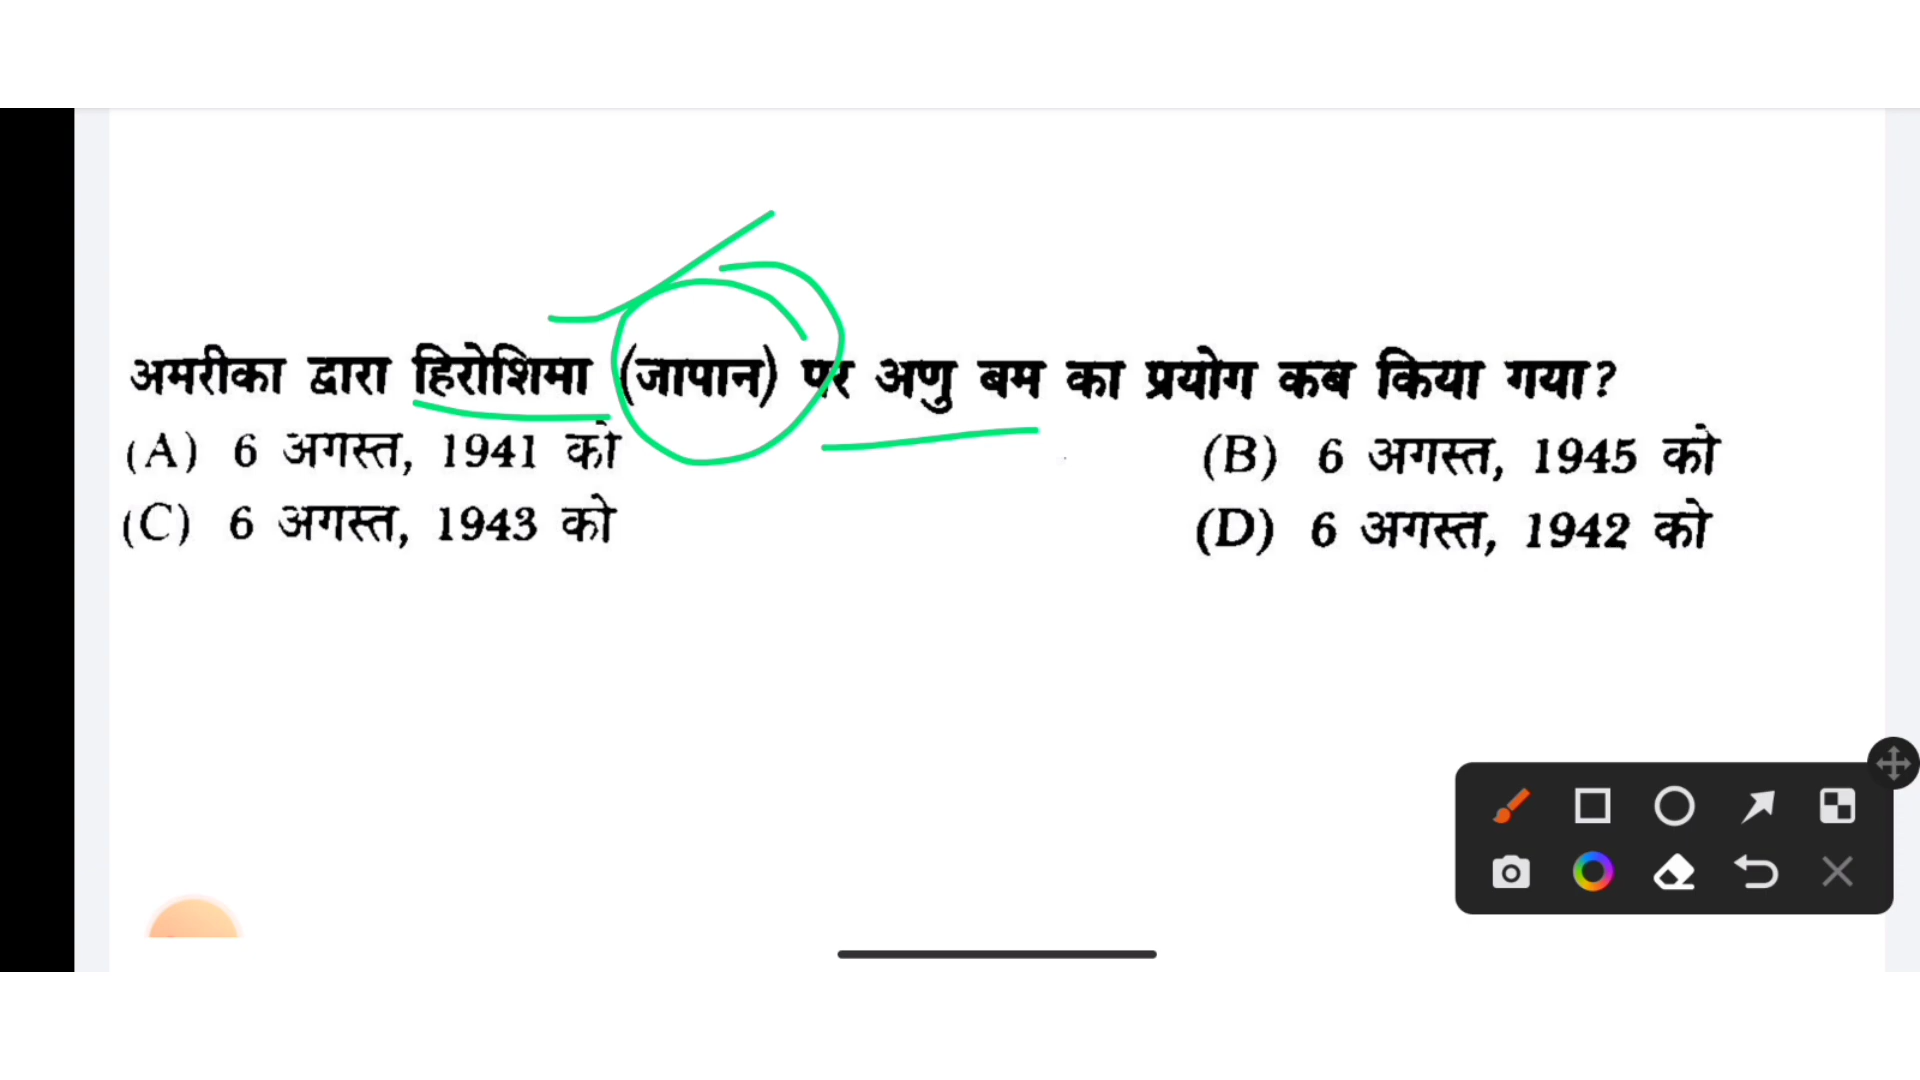 अमरीका द्वारा हिरोशिमा (जापान) पर अणु बम का प्रयोग कब किया गया?
(A) 6 अगस्त, 1941 को (B) 6 अगस्त, 1945 को
(C) 6 अगस्त, 1943 को (D) 6 अगस्त, 1942 को